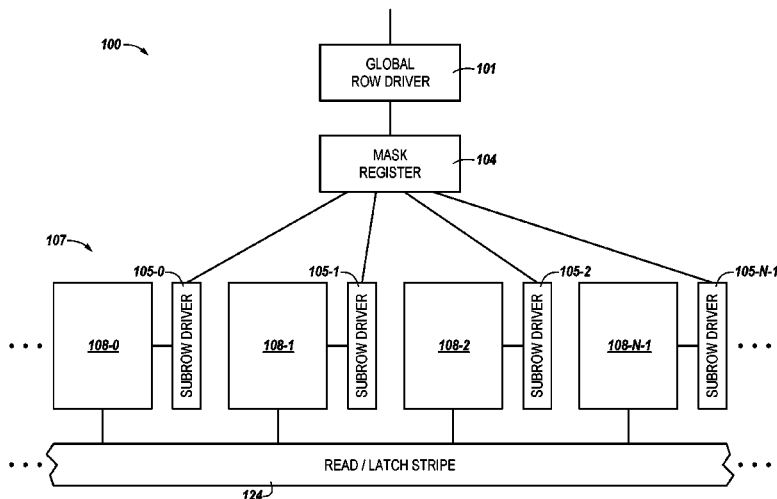 100
GLOBAL
ROW DRIVER
101
MASK
REGISTER
104
107
105-0
105-1
105-2
105-N-1
108-0
SUBROW DRIVER
108-1
SUBROW DRIVER
108-2
SUBROW DRIVER
108-N-1
SUBROW DRIVER
READ / LATCH STRIPE
124